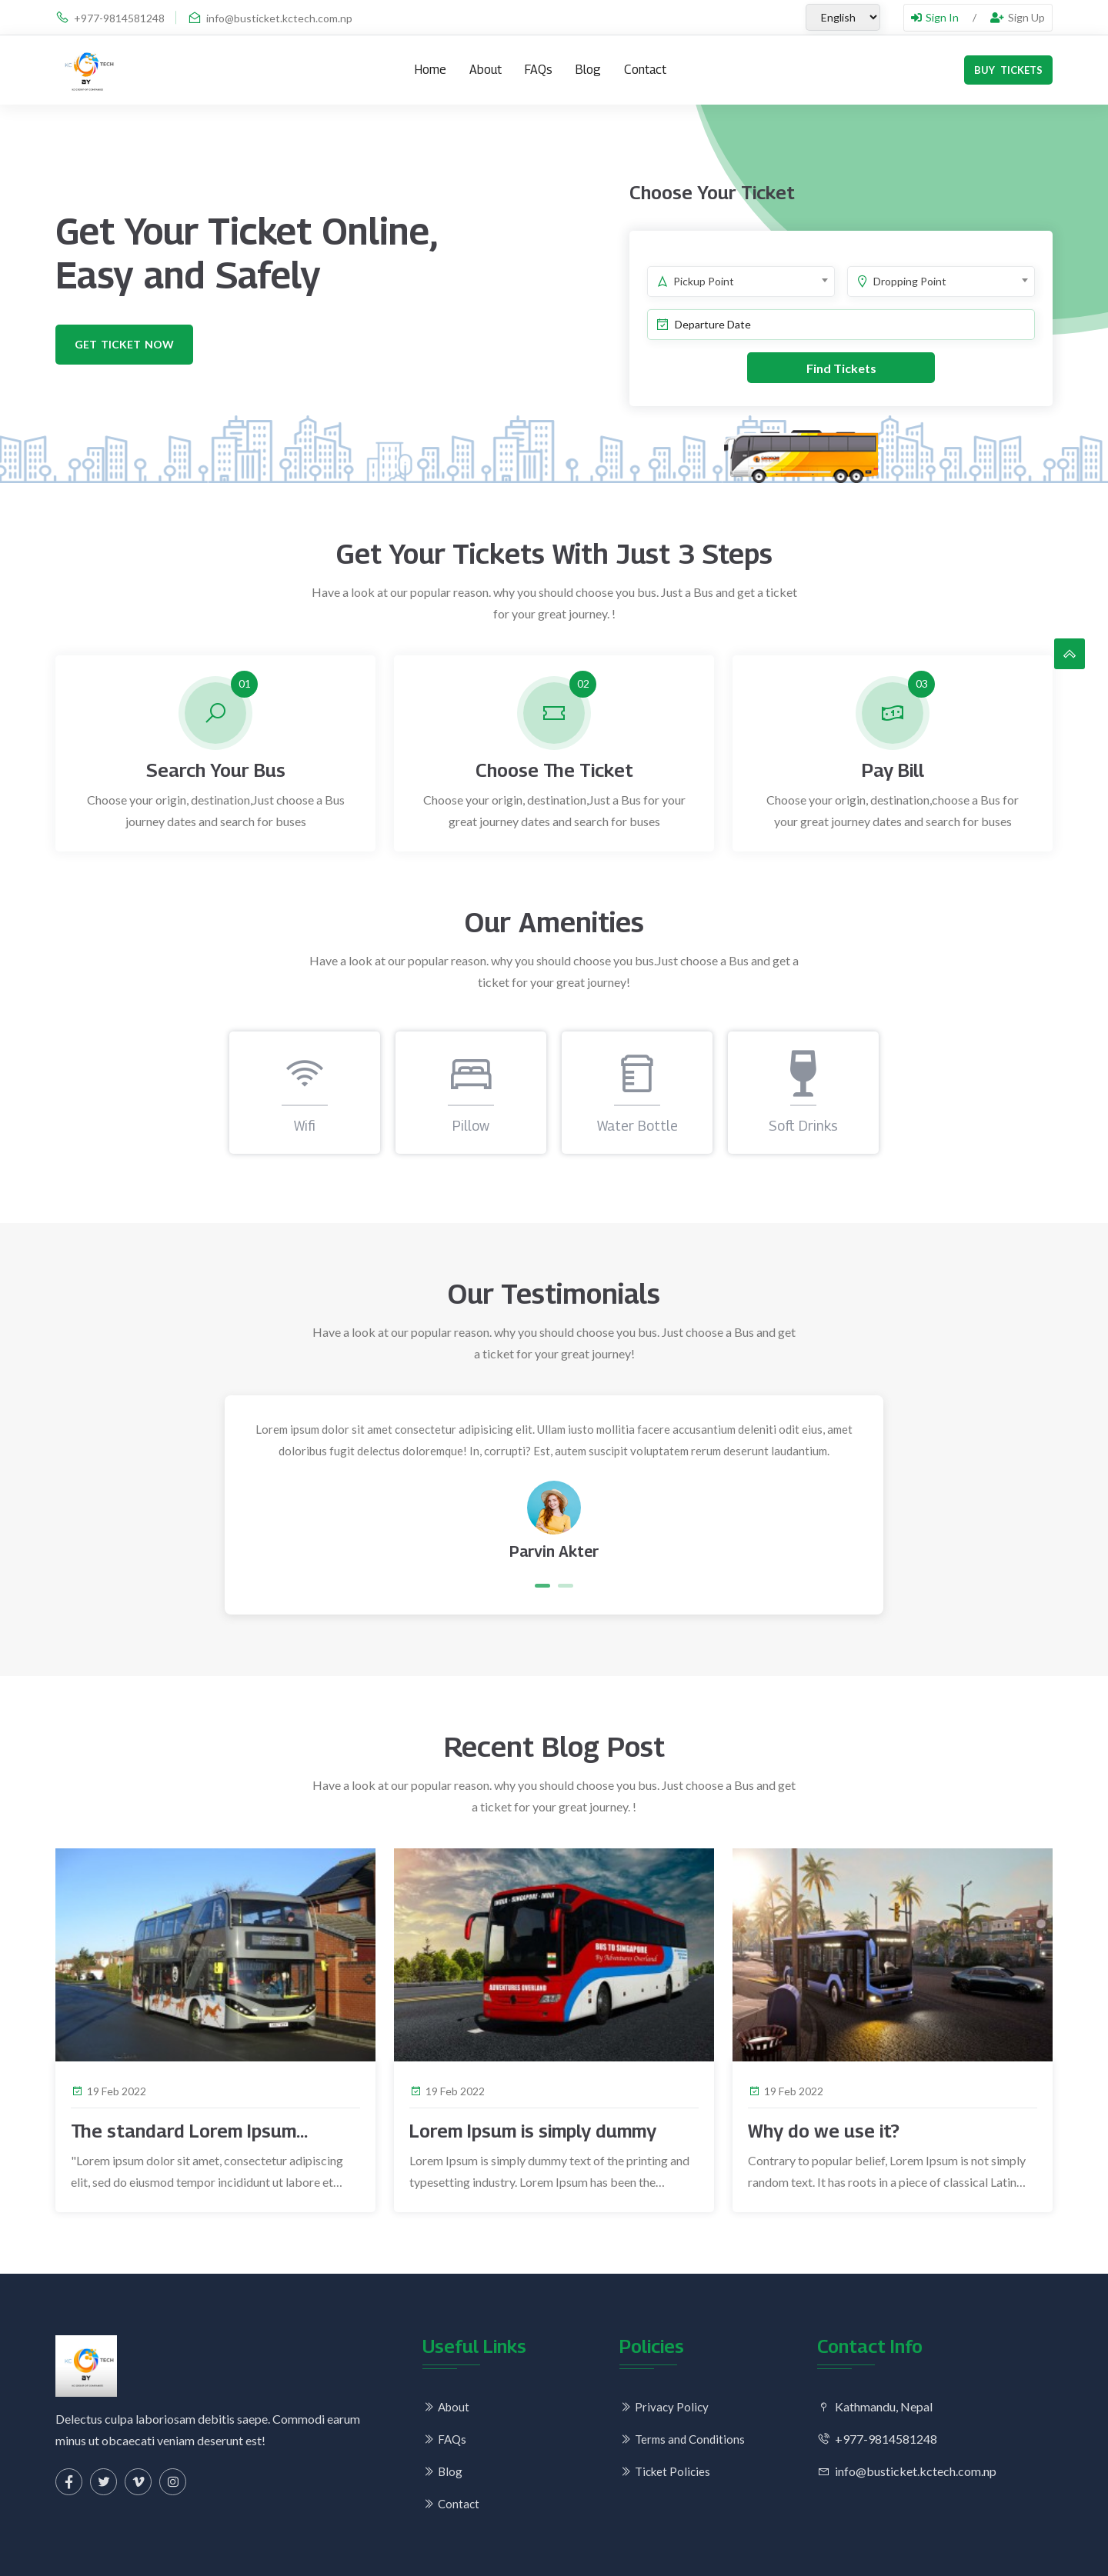 +977-9814581248
info@busticket.kctech.com.np
English
Sign In
/
Sign Up
KC TECH
BY
Home
About
FAQs
Blog
Contact
BUY TICKETS
Get Your Ticket Online,
Easy and Safely
GET TICKET NOW
Choose Your Ticket
Pickup Point
Dropping Point
Departure Date
Find Tickets
Get Your Tickets With Just 3 Steps
Have a look at our popular reason. why you should choose you bus. Just a Bus and get a ticket
for your great journey. !
01
Search Your Bus
Choose your origin, destination,Just choose a Bus
journey dates and search for buses
02
Choose The Ticket
Choose your origin, destination,Just a Bus for your
great journey dates and search for buses
03
Pay Bill
Choose your origin, destination,choose a Bus for
your great journey dates and search for buses
Our Amenities
Have a look at our popular reason. why you should choose you bus.Just choose a Bus and get a
ticket for your great journey!
Wifi
Pillow
Water Bottle
Soft Drinks
Our Testimonials
Have a look at our popular reason. why you should choose you bus. Just choose a Bus and get
a ticket for your great journey!
Lorem ipsum dolor sit amet consectetur adipisicing elit. Ullam iusto mollitia facere accusantium deleniti odit eius, amet
doloribus fugit delectus doloremque! In, corrupti? Est, autem suscipit voluptatem rerum deserunt laudantium.
Parvin Akter
Recent Blog Post
Have a look at our popular reason. why you should choose you bus. Just choose a Bus and get
a ticket for your great journey. !
INDIA - SINGAPORE - INDIA
BUS TO SINGAPORE
By Adventures Overland
ADVENTURES OVERLAND
19 Feb 2022
The standard Lorem Ipsum...
"Lorem ipsum dolor sit amet, consectetur adipiscing
elit, sed do eiusmod tempor incididunt ut labore et...
19 Feb 2022
Lorem Ipsum is simply dummy
Lorem Ipsum is simply dummy text of the printing and
typesetting industry. Lorem Ipsum has been the...
19 Feb 2022
Why do we use it?
Contrary to popular belief, Lorem Ipsum is not simply
random text. It has roots in a piece of classical Latin...
KC TECH
BY
Delectus culpa laboriosam debitis saepe. Commodi earum
minus ut obcaecati veniam deserunt est!
Useful Links
About
FAQs
Blog
Contact
Policies
Privacy Policy
Terms and Conditions
Ticket Policies
Contact Info
Kathmandu, Nepal
+977-9814581248
info@busticket.kctech.com.np